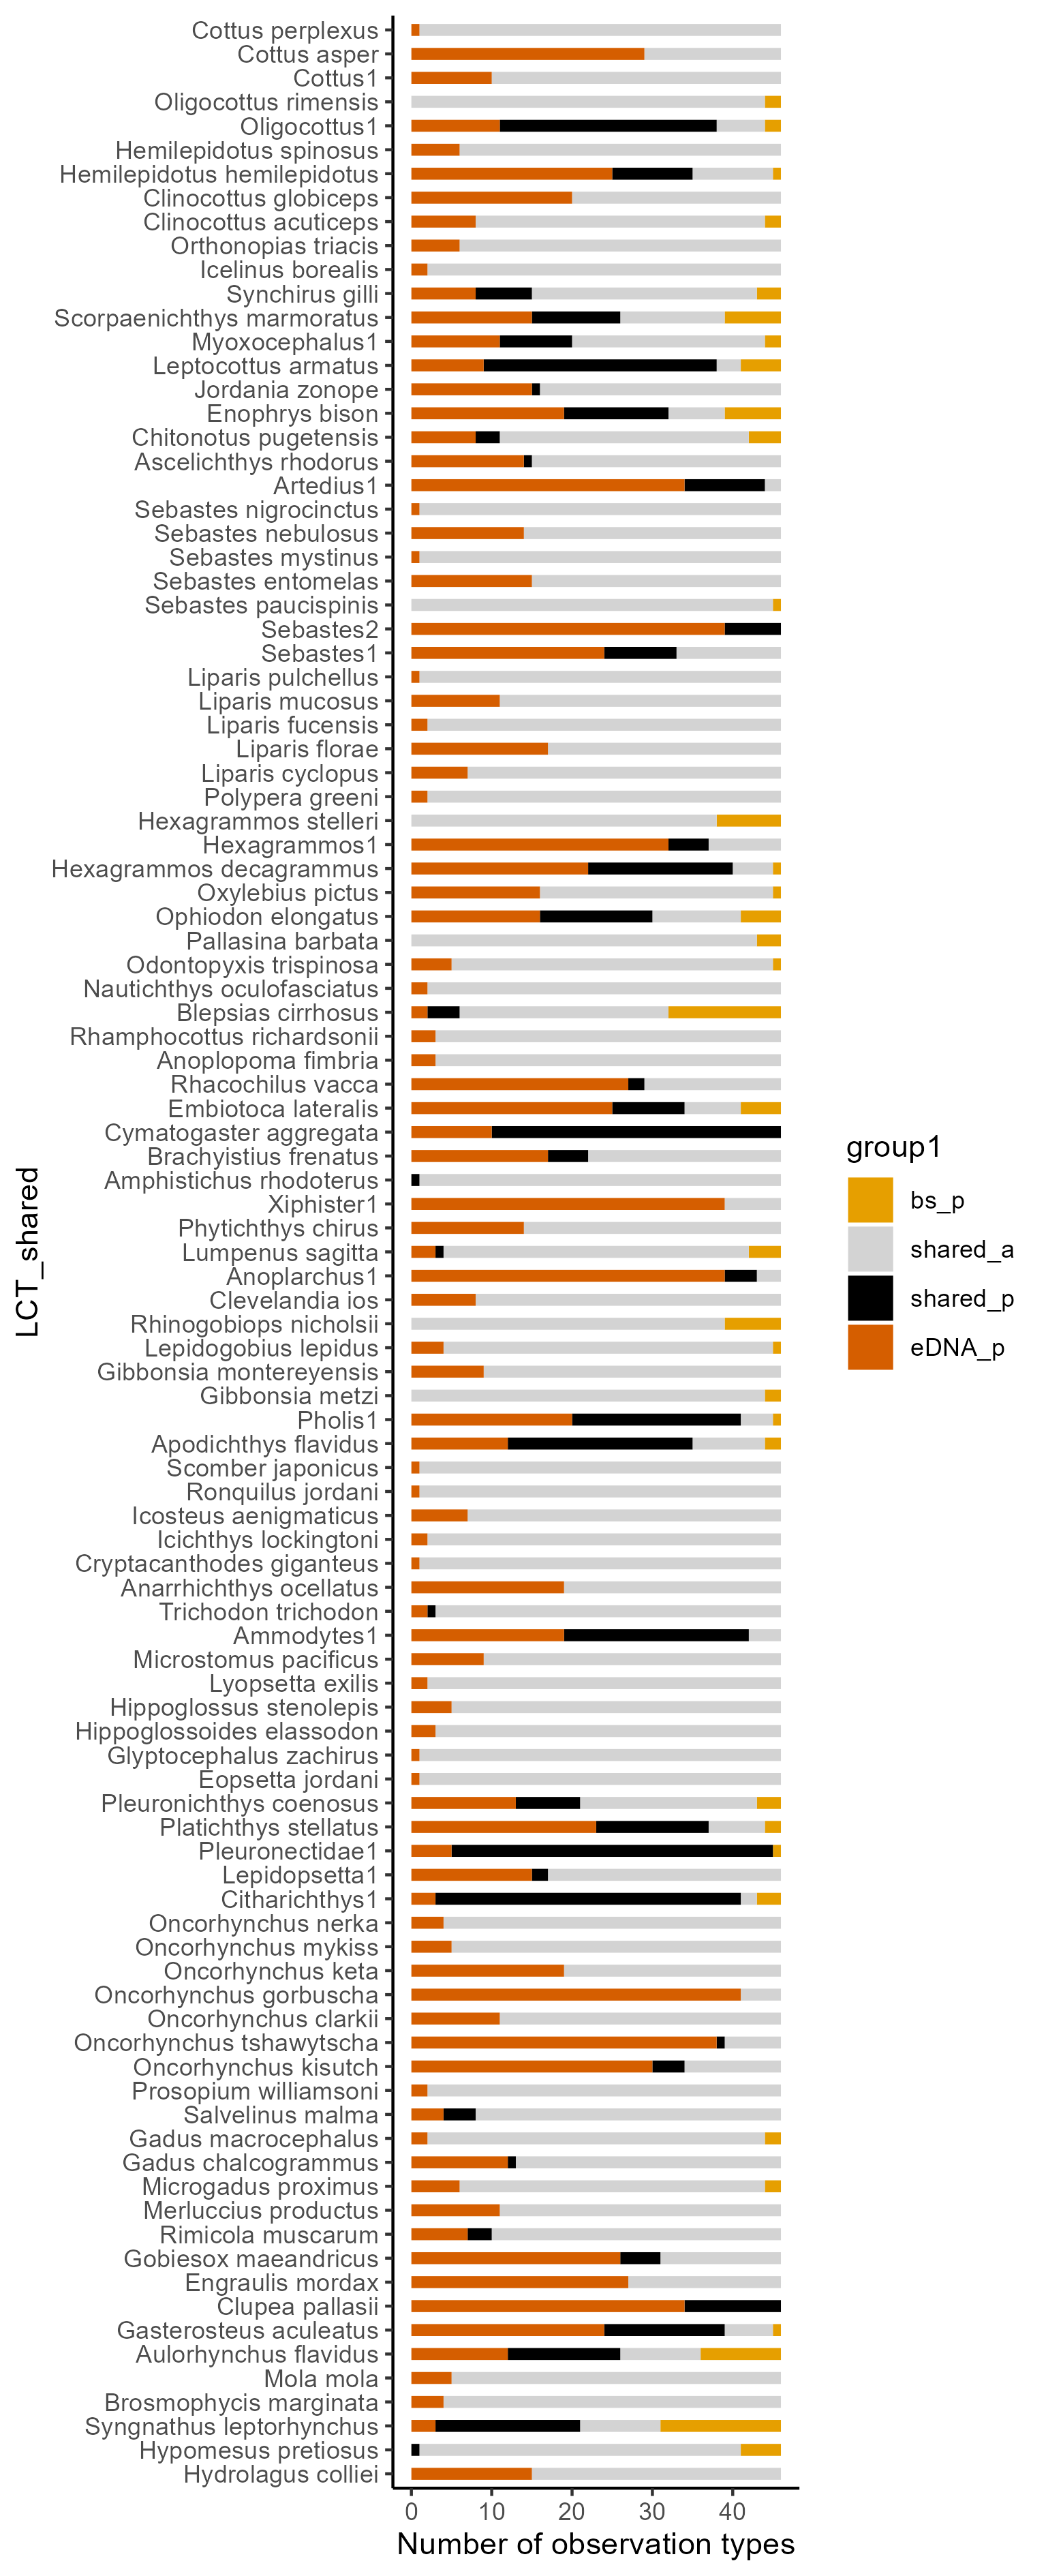 Cottus perplexus
Cottus asper
Cottus1
Oligocottus rimensis
Oligocottus1
Hemilepidotus spinosus
Hemilepidotus hemilepidotus
Clinocottus globiceps
Clinocottus acuticeps
Orthonopias triacis
Icelinus borealis
Synchirus gilli
Scorpaenichthys marmoratus
Myoxocephalus1
Leptocottus armatus
Jordania zonope
Enophrys bison
Chitonotus pugetensis
Ascelichthys rhodorus
Artedius1
Sebastes nigrocinctus
Sebastes nebulosus
Sebastes mystinus
Sebastes entomelas
Sebastes paucispinis
Sebastes2
Sebastes1
Liparis pulchellus
Liparis mucosus
Liparis fucensis
Liparis florae
Liparis cyclopus
Polypera greeni
Hexagrammos stelleri
Hexagrammos1
Hexagrammos decagrammus
Oxylebius pictus
Ophiodon elongatus
Pallasina barbata
Odontopyxis trispinosa
Nautichthys oculofasciatus
Blepsias cirrhosus
Rhamphocottus richardsonii
Anoplopoma fimbria
Rhacochilus vacca
Embiotoca lateralis
Cymatogaster aggregata
Brachyistius frenatus
Amphistichus rhodoterus
Xiphister1
Phytichthys chirus
Lumpenus sagitta
Anoplarchus1
Clevelandia ios
Rhinogobiops nicholsii
Lepidogobius lepidus
Gibbonsia montereyensis
Gibbonsia metzi
Pholis1
Apodichthys flavidus
Scomber japonicus
Ronquilus jordani
Icosteus aenigmaticus
Icichthys lockingtoni
Cryptacanthodes giganteus
Anarrhichthys ocellatus
Trichodon trichodon
Ammodytes1
Microstomus pacificus
Lyopsetta exilis
Hippoglossus stenolepis
Hippoglossoides elassodon
Glyptocephalus zachirus
Eopsetta jordani
Pleuronichthys coenosus
Platichthys stellatus
Pleuronectidae1
Lepidopsetta1
Citharichthys1
Oncorhynchus nerka
Oncorhynchus mykiss
Oncorhynchus keta
Oncorhynchus gorbuscha
Oncorhynchus clarkii
Oncorhynchus tshawytscha
Oncorhynchus kisutch
Prosopium williamsoni
Salvelinus malma
Gadus macrocephalus
Gadus chalcogrammus
Microgadus proximus
Merluccius productus
Rimicola muscarum
Gobiesox maeandricus
Engraulis mordax
Clupea pallasii
Gasterosteus aculeatus
Aulorhynchus flavidus
Mola mola
Brosmophycis marginata
Syngnathus leptorhynchus
Hypomesus pretiosus
Hydrolagus colliei
0 10 20 30 40
Number of observation types
LCT_shared
group1
bs_p
shared_a
shared_p
eDNA_p